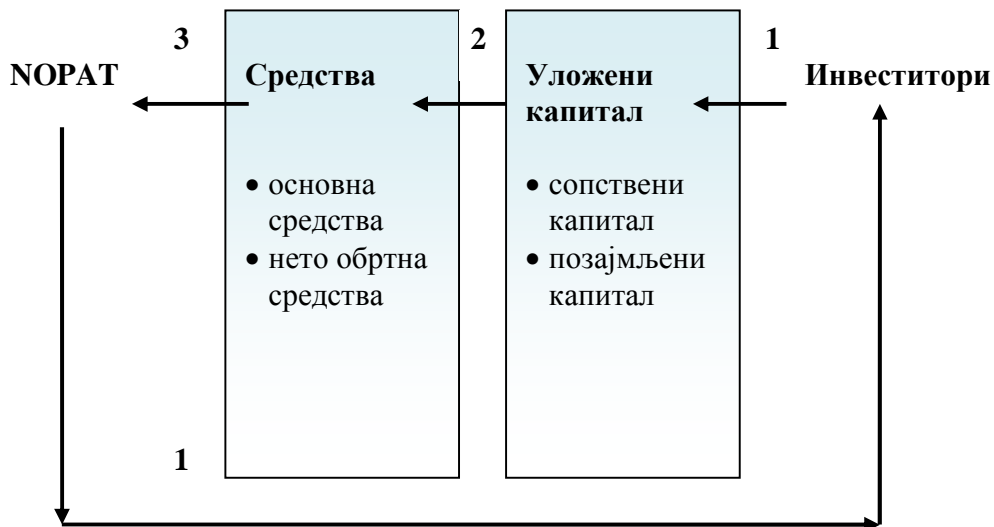 3
2
1
NOPAT
Средства
Уложени
капитал
Инвеститори
• основна
средства
• нето обртна
средства
• сопствени
капитал
• позајмљени
капитал
1